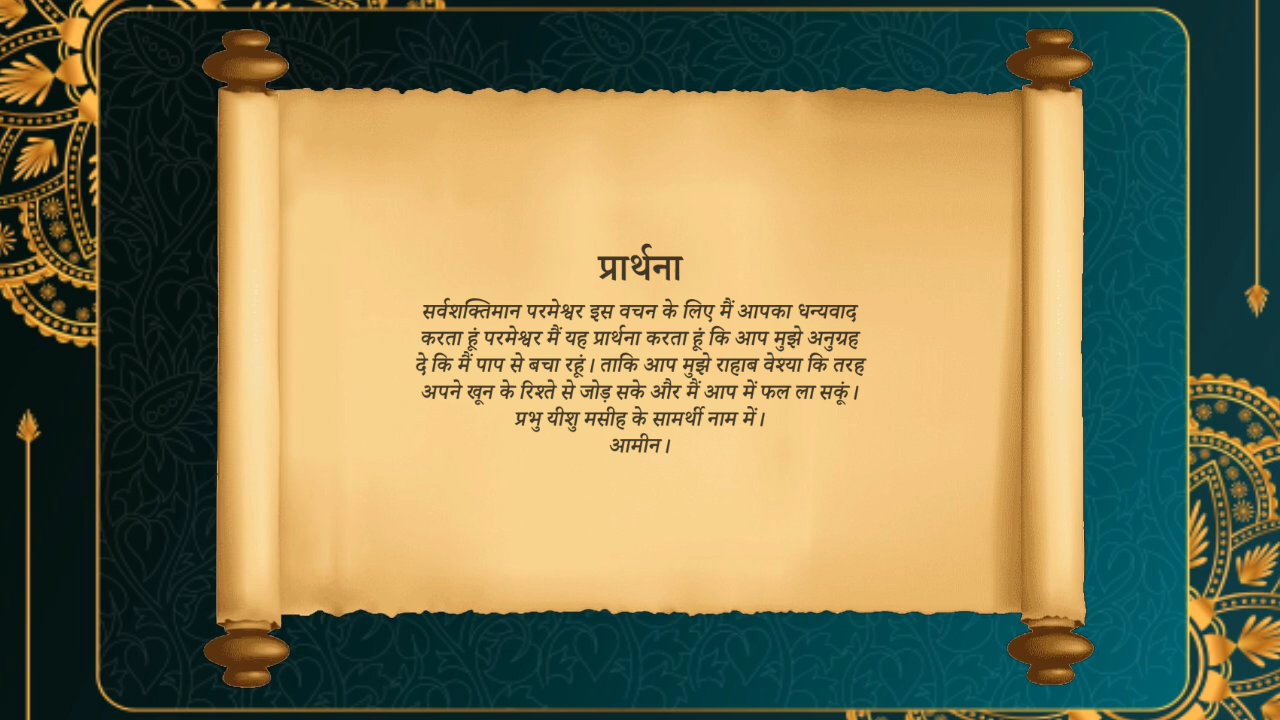 प्रार्थना
सर्वशक्तिमान परमेश्वर इस वचन के लिए मैं आपका धन्यवाद
करता हूं परमेश्वर मैं यह प्रार्थना करता हूं कि आप मुझे अनुग्रह
दे कि मैं पाप से बचा रहूं। ताकि आप मुझे राहाब वेश्या कि तरह
अपने खून के रिश्ते से जोड़ सके और मैं आप में फल ला सकूं।
प्रभु यीशु मसीह के सामर्थी नाम में।
आमीन।